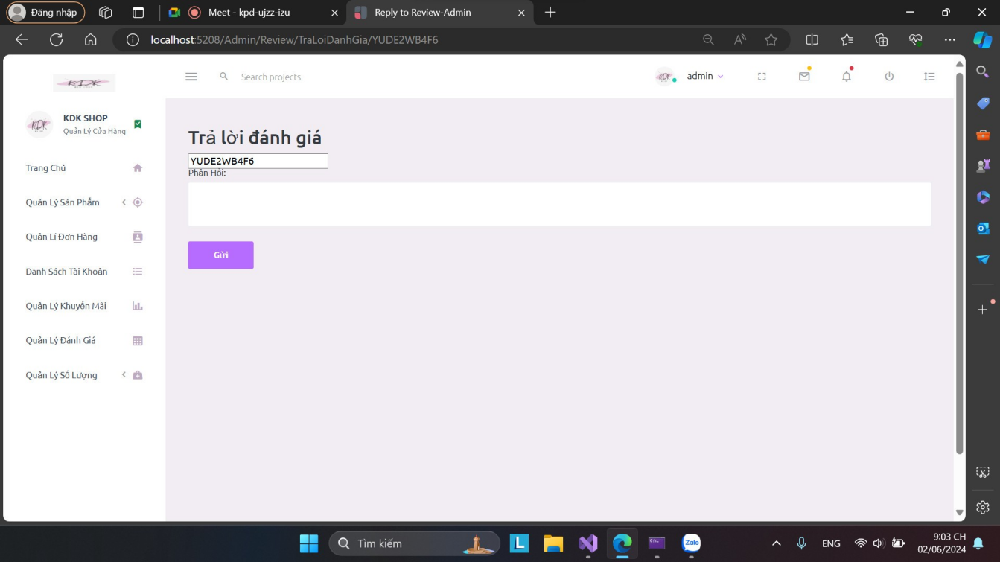 Đăng nhập
Meet - kpd-ujzz-izu
Reply to Review-Admin
localhost:5208/Admin/Review/TraLoiDanhGia/YUDE2WB4F6
KDK
Search projects
KDK
admin
KDK
KDK SHOP
Quản Lý Cửa Hàng
Trang Chủ
Quản Lý Sản Phẩm
Quản Lí Đơn Hàng
Danh Sách Tài Khoản
Quản Lý Khuyến Mãi
Quản Lý Đánh Giá
Quản Lý Số Lượng
Trả lời đánh giá
YUDE2WB4F6
Phản Hồi:
Gửi
Tìm kiếm
L
Zalo
ENG
9:03 CH
02/06/2024